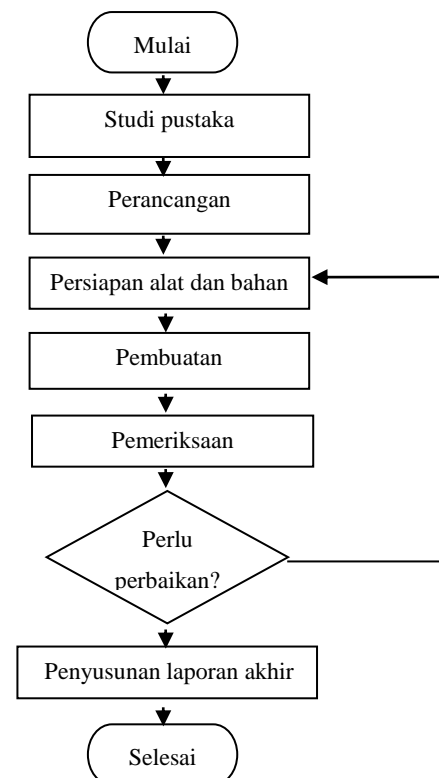 Mulai
Studi pustaka
Perancangan
Persiapan alat dan bahan
Pembuatan
Pemeriksaan
Perlu
perbaikan?
Penyusunan laporan akhir
Selesai